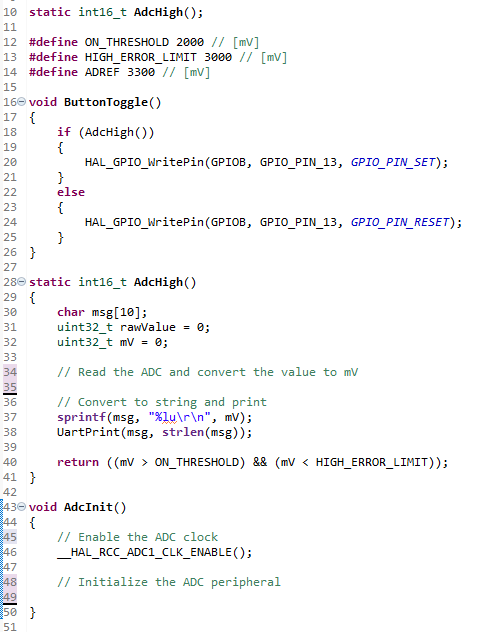 10 static int16_t AdcHigh();
11
12 #define ON_THRESHOLD 2000 // [mV]
13 #define HIGH_ERROR_LIMIT 3000 // [mV]
14 #define ADREF 3300 // [mV]
15
16 void ButtonToggle()
17 {
18     if (AdcHigh())
19     {
20         HAL_GPIO_WritePin(GPIOB, GPIO_PIN_13, GPIO_PIN_SET);
21     }
22     else
23     {
24         HAL_GPIO_WritePin(GPIOB, GPIO_PIN_13, GPIO_PIN_RESET);
25     }
26 }
27
28 static int16_t AdcHigh()
29 {
30     char msg[10];
31     uint32_t rawValue = 0;
32     uint32_t mV = 0;
33
34     // Read the ADC and convert the value to mV
35
36     // Convert to string and print
37     sprintf(msg, "%lu\r\n", mV);
38     UartPrint(msg, strlen(msg));
39
40     return ((mV > ON_THRESHOLD) && (mV < HIGH_ERROR_LIMIT));
41 }
42
43 void AdcInit()
44 {
45     // Enable the ADC clock
46     __HAL_RCC_ADC1_CLK_ENABLE();
47
48     // Initialize the ADC peripheral
49
50 }
51